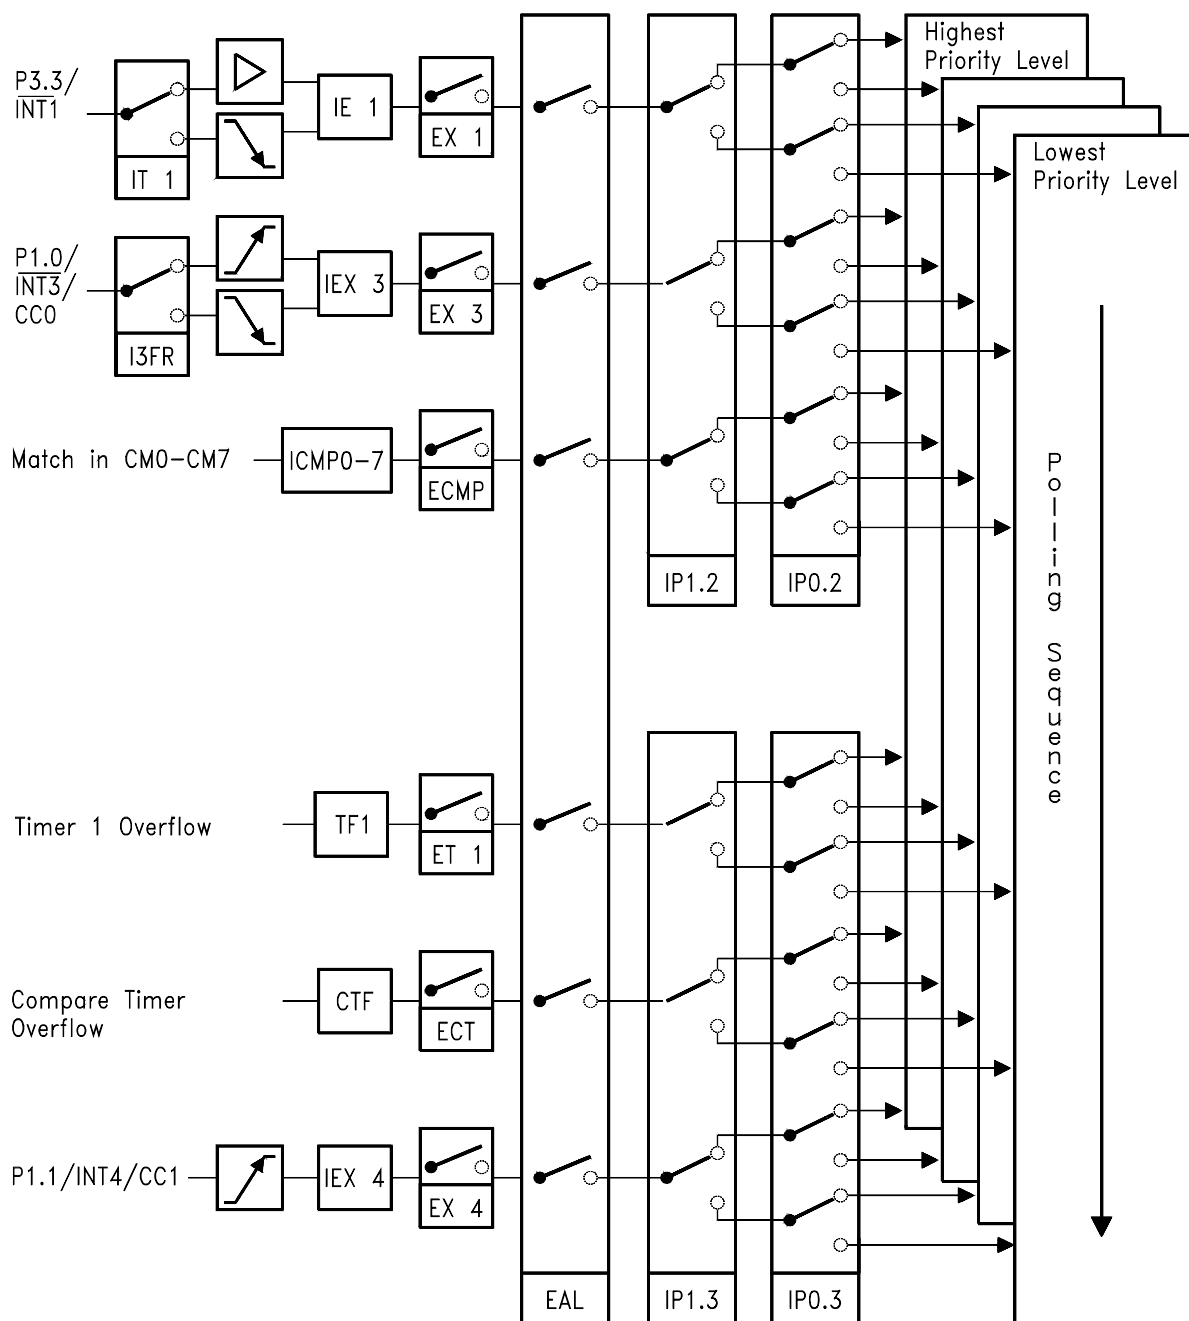 Highest
Priority Level
P3.3/
INT1
IE 1
EX 1
IT 1
Lowest
Priority Level
P1.0/
INT3/
CC0
IEX 3
EX 3
I3FR
Match in CM0-CM7
ICMP0-7
ECMP
IP1.2
IP0.2
Polling Sequence
Timer 1 Overflow
TF1
ET 1
Compare Timer
Overflow
CTF
ECT
P1.1/INT4/CC1
IEX 4
EX 4
EAL
IP1.3
IP0.3